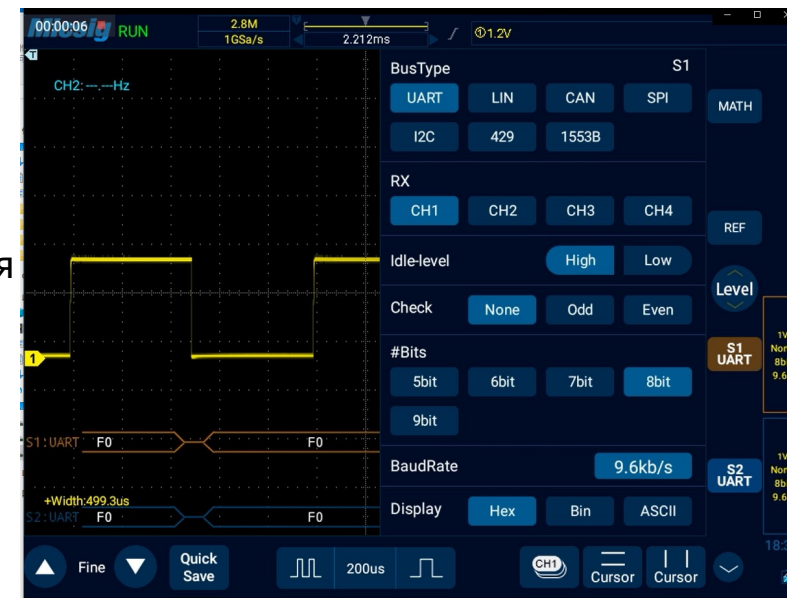 00:00:06
Micsig RUN 2.8M 1GSa/s 2.212ms ①1.2V
T
CH2: ---.---Hz
BusType S1
UART LIN CAN SPI
I2C 429 1553B
MATH
RX
CH1 CH2 CH3 CH4
REF
я
Idle-level High Low
Level
Check None Odd Even
1
#Bits
S1 UART
5bit 6bit 7bit 8bit
9bit
S1:UART F0 F0
BaudRate 9.6kb/s
S2 UART
+Width:499.3us
S2:UART F0 F0
Display Hex Bin ASCII
Fine Quick Save 200us CH1 Cursor Cursor